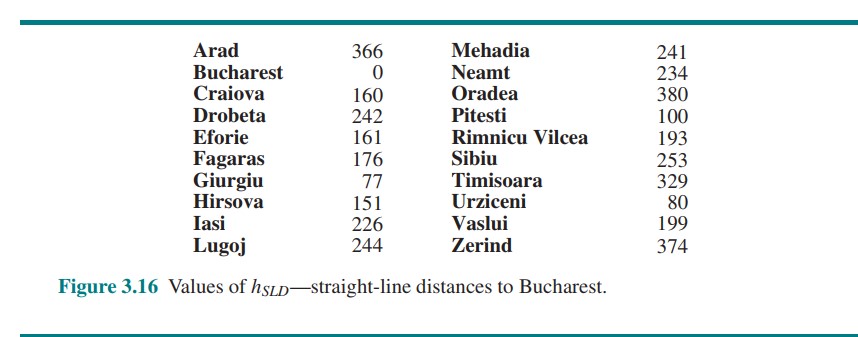 Arad 366 Mehadia 241
Bucharest 0 Neamt 234
Craiova 160 Oradea 380
Drobeta 242 Pitesti 100
Eforie 161 Rimnicu Vilcea 193
Fagaras 176 Sibiu 253
Giurgiu 77 Timisoara 329
Hirsova 151 Urziceni 80
Iasi 226 Vaslui 199
Lugoj 244 Zerind 374
Figure 3.16 Values of hSLD—straight-line distances to Bucharest.